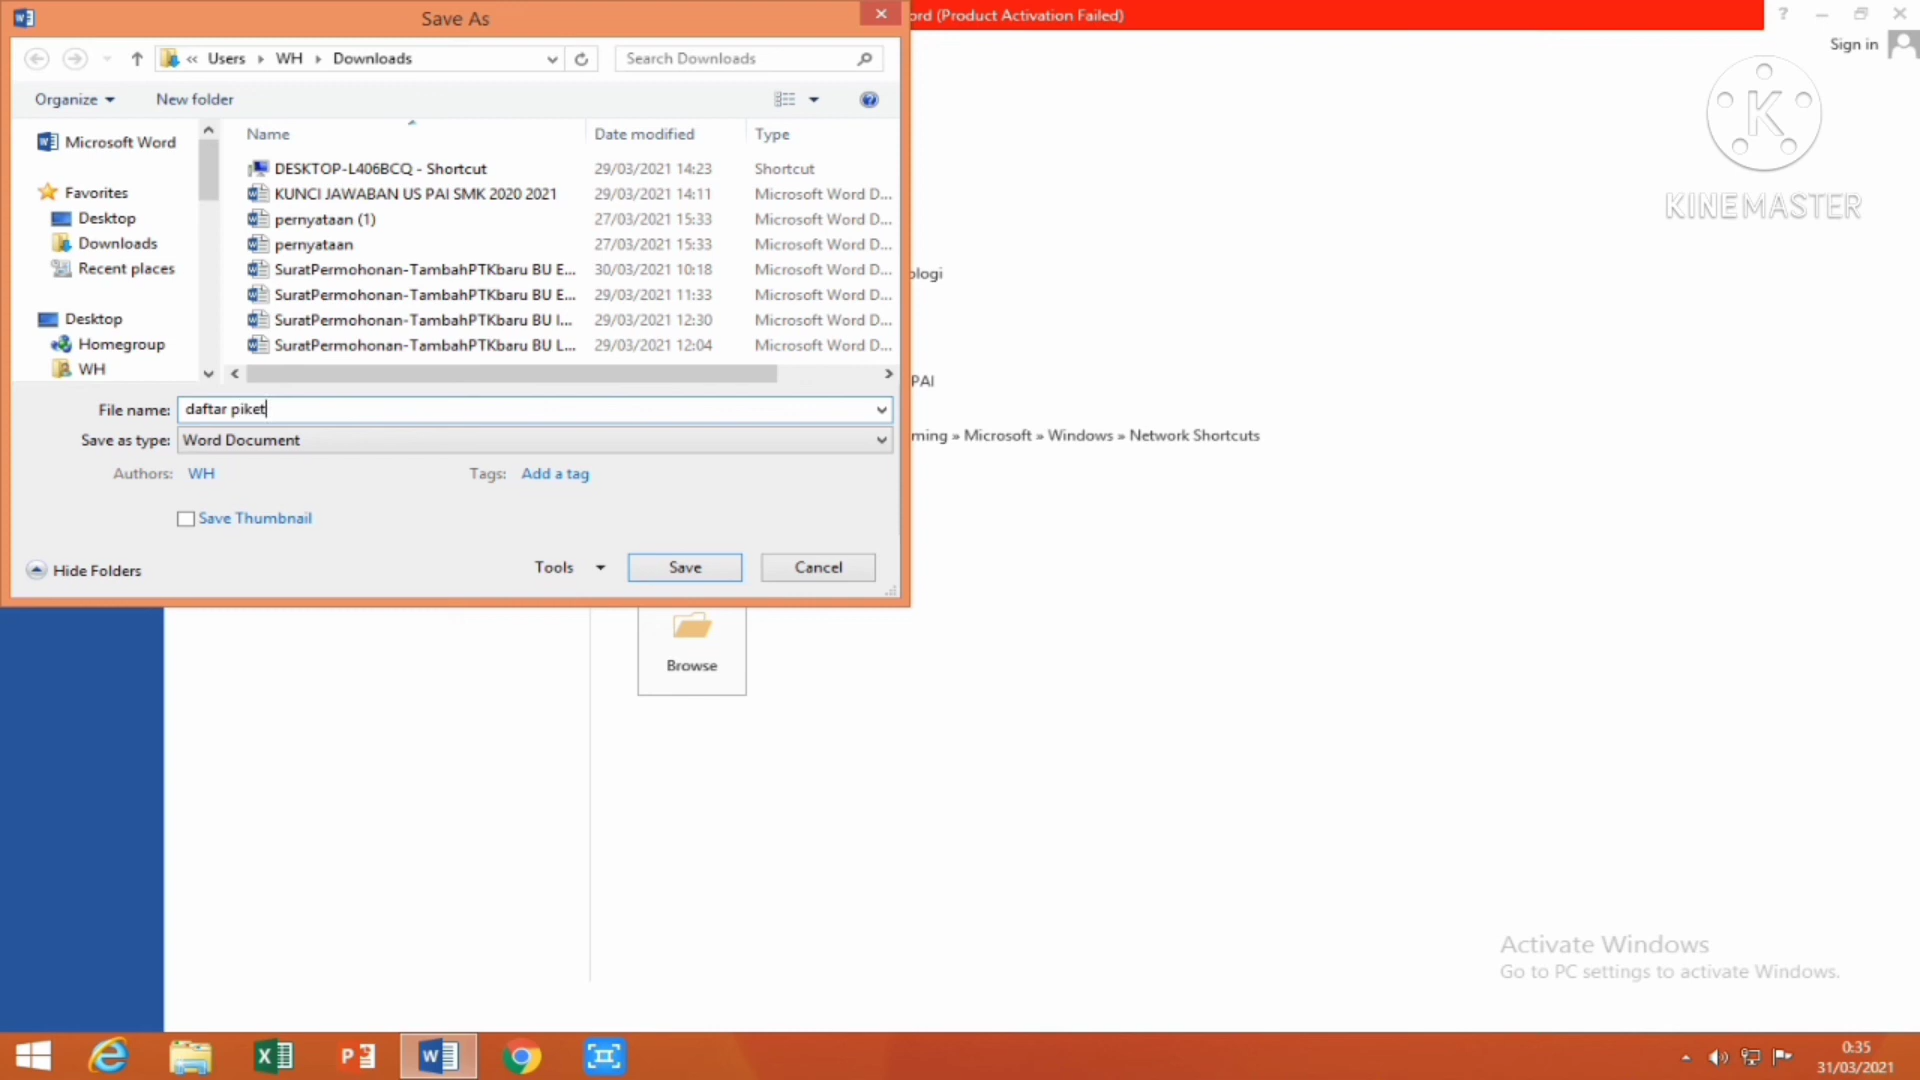 Save As
ord (Product Activation Failed)
Sign in
« Users WH Downloads
Search Downloads
Organize New folder
Name Date modified Type
Microsoft Word
Favorites
Desktop
Downloads
Recent places
Desktop
Homegroup
WH
DESKTOP-L406BCQ - Shortcut 29/03/2021 14:23 Shortcut
KUNCI JAWABAN US PAI SMK 2020 2021 29/03/2021 14:11 Microsoft Word D...
pernyataan (1) 27/03/2021 15:33 Microsoft Word D...
pernyataan 27/03/2021 15:33 Microsoft Word D...
SuratPermohonan-TambahPTKbaru BU E... 30/03/2021 10:18 Microsoft Word D...
SuratPermohonan-TambahPTKbaru BU E... 29/03/2021 11:33 Microsoft Word D...
SuratPermohonan-TambahPTKbaru BU I... 29/03/2021 12:30 Microsoft Word D...
SuratPermohonan-TambahPTKbaru BU L... 29/03/2021 12:04 Microsoft Word D...
File name: daftar piket
Save as type: Word Document
Authors: WH Tags: Add a tag
Save Thumbnail
Hide Folders Tools Save Cancel
K
KINEMASTER
ologi
PAI
ming » Microsoft » Windows » Network Shortcuts
Browse
Activate Windows
Go to PC settings to activate Windows.
0:35
31/03/2021